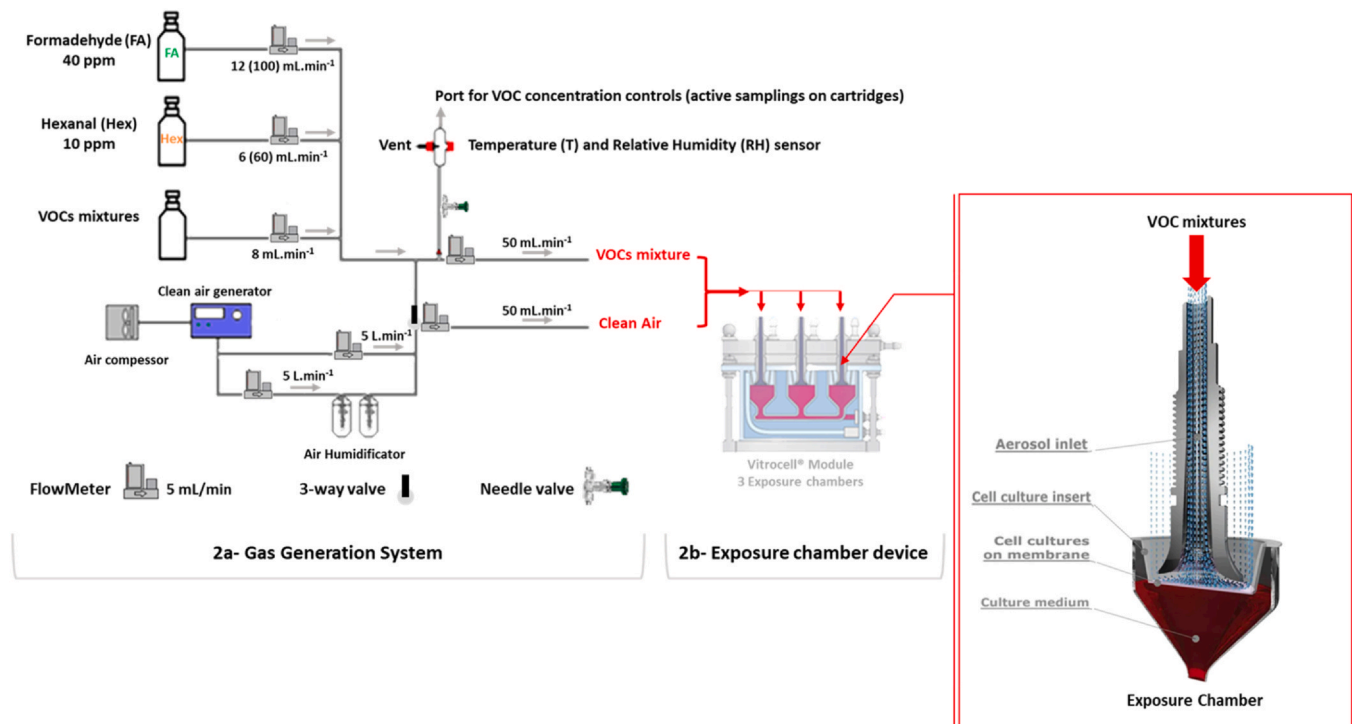 Formadehyde (FA)
40 ppm
FA
12 (100) mL.min-1
Hexanal (Hex)
10 ppm
Hex
6 (60) mL.min-1
VOCs mixtures
8 mL.min-1
Port for VOC concentration controls (active samplings on cartridges)
Vent
Temperature (T) and Relative Humidity (RH) sensor
50 mL.min-1
VOCs mixture
Clean air generator
50 mL.min-1
Clean Air
Air compessor
5 L.min-1
5 L.min-1
Air Humidificator
Vitrocell® Module
3 Exposure chambers
FlowMeter
5 mL/min
3-way valve
Needle valve
2a- Gas Generation System
2b- Exposure chamber device
VOC mixtures
Aerosol inlet
Cell culture insert
Cell cultures
on membrane
Culture medium
Exposure Chamber